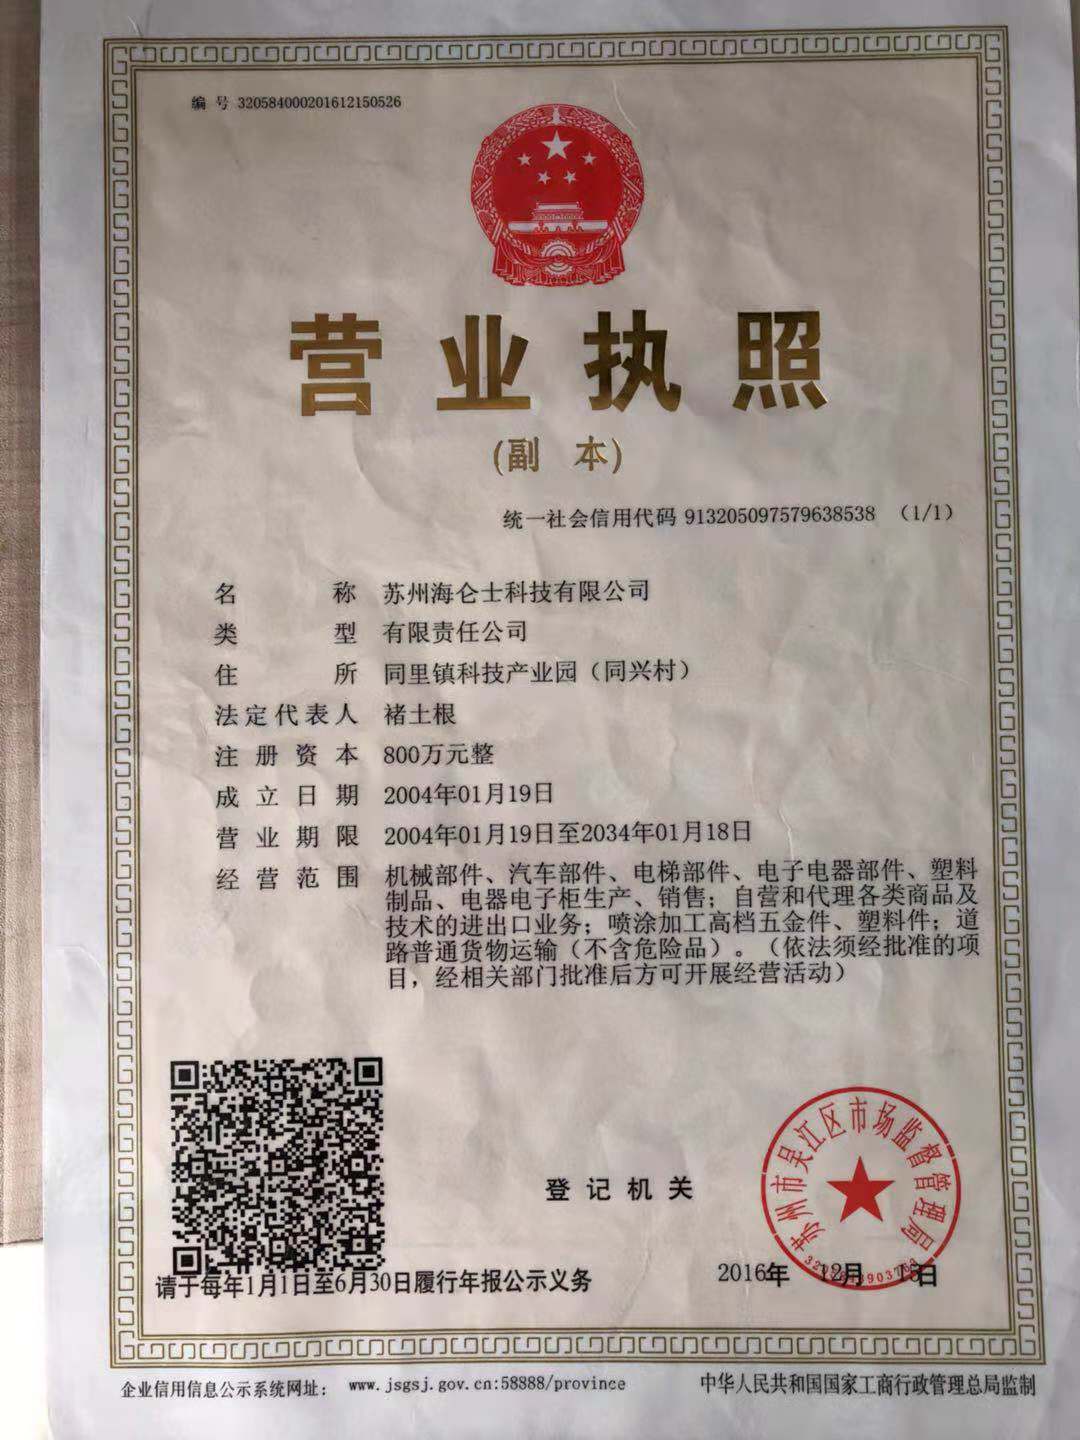 编 号 320584000201612150526
营业执照
(副 本)
统一社会信用代码 913205097579638538 （1/1）
名 称 苏州海仑士科技有限公司
类 型 有限责任公司
住 所 同里镇科技产业园（同兴村）
法定代表人 褚土根
注册资本 800万元整
成立日期 2004年01月19日
营业期限 2004年01月19日至2034年01月18日
经营范围 机械部件、汽车部件、电梯部件、电子电器部件、塑料
制品、电器电子柜生产、销售；自营和代理各类商品及
技术的进出口业务；喷涂加工高档五金件、塑料件；道
路普通货物运输（不含危险品）。（依法须经批准的项
目，经相关部门批准后方可开展经营活动）
苏州市吴江区市场监督管理局
登记机关
2016年 12月 15日
请于每年1月1日至6月30日履行年报公示义务
企业信用信息公示系统网址： www.jsgsj.gov.cn:58888/province
中华人民共和国国家工商行政管理总局监制